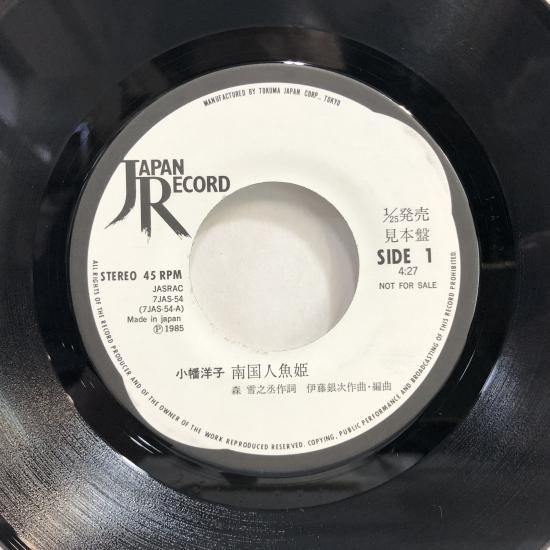 MANUFACTURED BY TOKUMA JAPAN CORP., TOKYO
JAPAN
RECORD
1/25発売
見本盤
SIDE 1
4:27
NOT FOR SALE
STEREO 45 RPM
JASRAC
7JAS-54
(7JAS-54-A)
Made in japan
Ⓟ1985
小幡洋子 南国人魚姫
森 雪之丞作詞 伊藤銀次作曲・編曲
ALL RIGHTS OF THE RECORD PRODUCER AND OF THE OWNER OF THE WORK REPRODUCED RESERVED. COPYING, PUBLIC PERFORMANCE AND BROADCASTING OF THIS RECORD PROHIBITED.